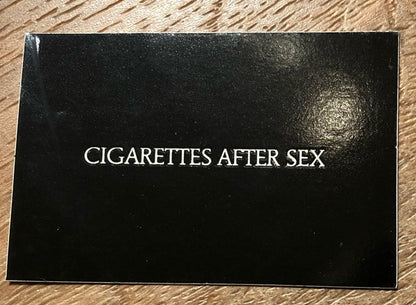 CIGARETTES AFTER SEX